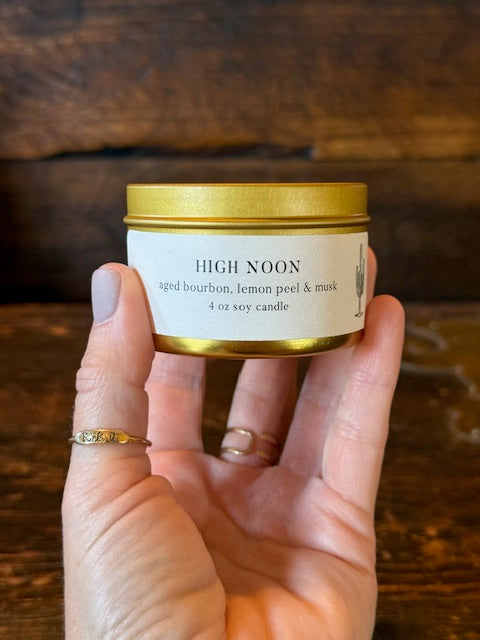 HIGH NOON
aged bourbon, lemon peel & musk
4 oz soy candle